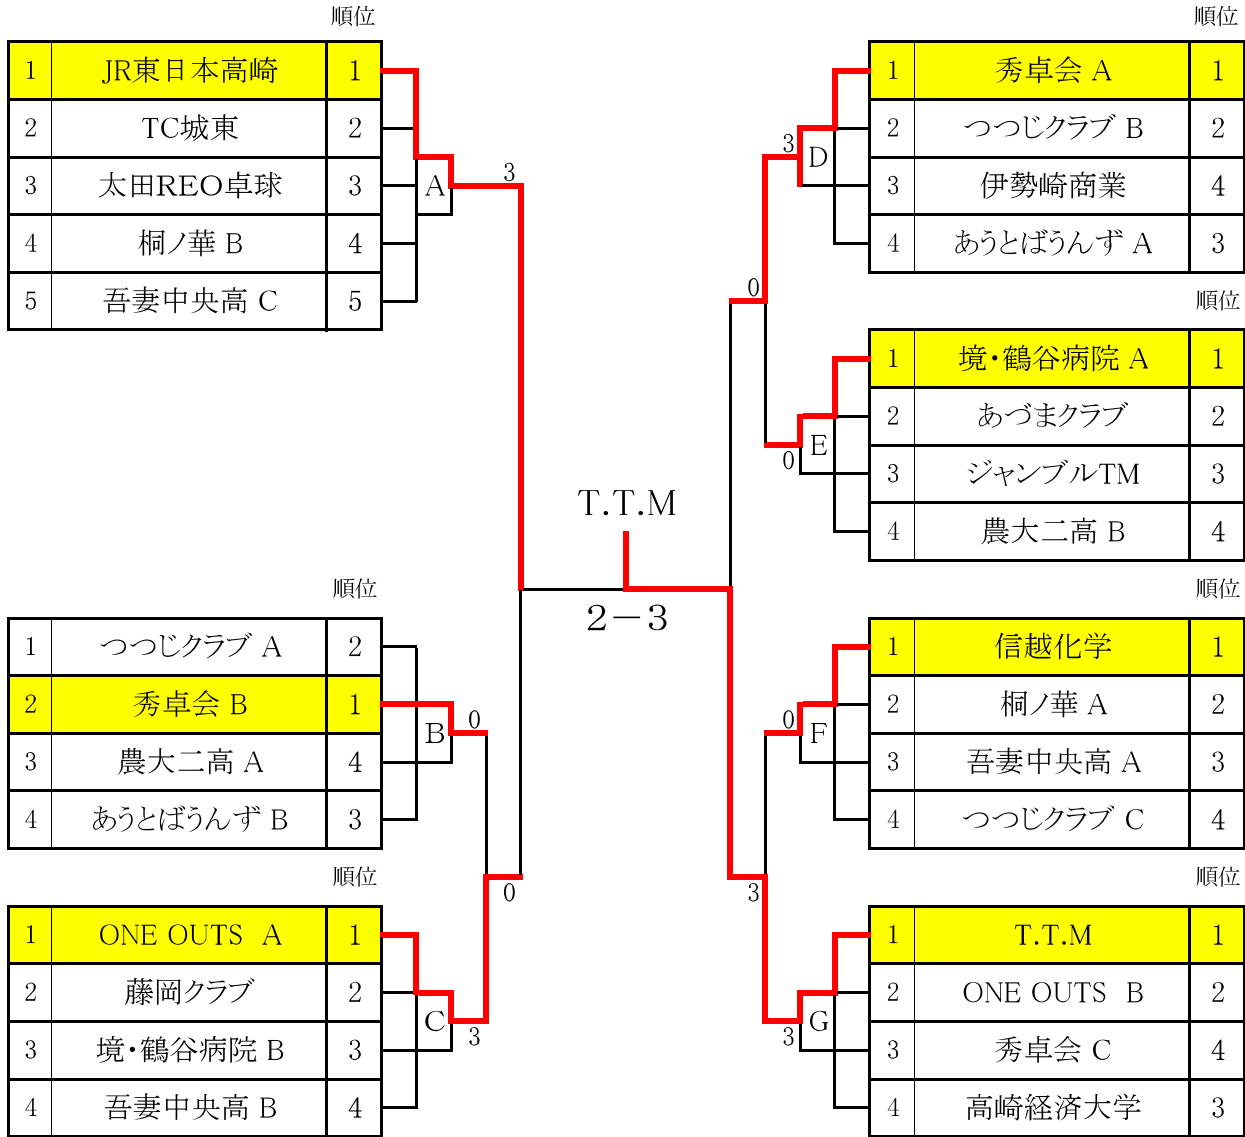 順位
1 JR東日本高崎 1
2 TC城東 2
3 太田REO卓球 3
4 桐ノ華 B 4
5 吾妻中央高 C 5
A
3
順位
1 つつじクラブ A 2
2 秀卓会 B 1
3 農大二高 A 4
4 あうとばうんず B 3
B
0
順位
1 ONE OUTS A 1
2 藤岡クラブ 2
3 境・鶴谷病院 B 3
4 吾妻中央高 B 4
C
3
0
T.T.M
2－3
順位
1 秀卓会 A 1
2 つつじクラブ B 2
3 伊勢崎商業 4
4 あうとばうんず A 3
D
3
0
順位
1 境・鶴谷病院 A 1
2 あづまクラブ 2
3 ジャンブルTM 3
4 農大二高 B 4
E
0
順位
1 信越化学 1
2 桐ノ華 A 2
3 吾妻中央高 A 3
4 つつじクラブ C 4
F
0
3
順位
1 T.T.M 1
2 ONE OUTS B 2
3 秀卓会 C 4
4 高崎経済大学 3
G
3